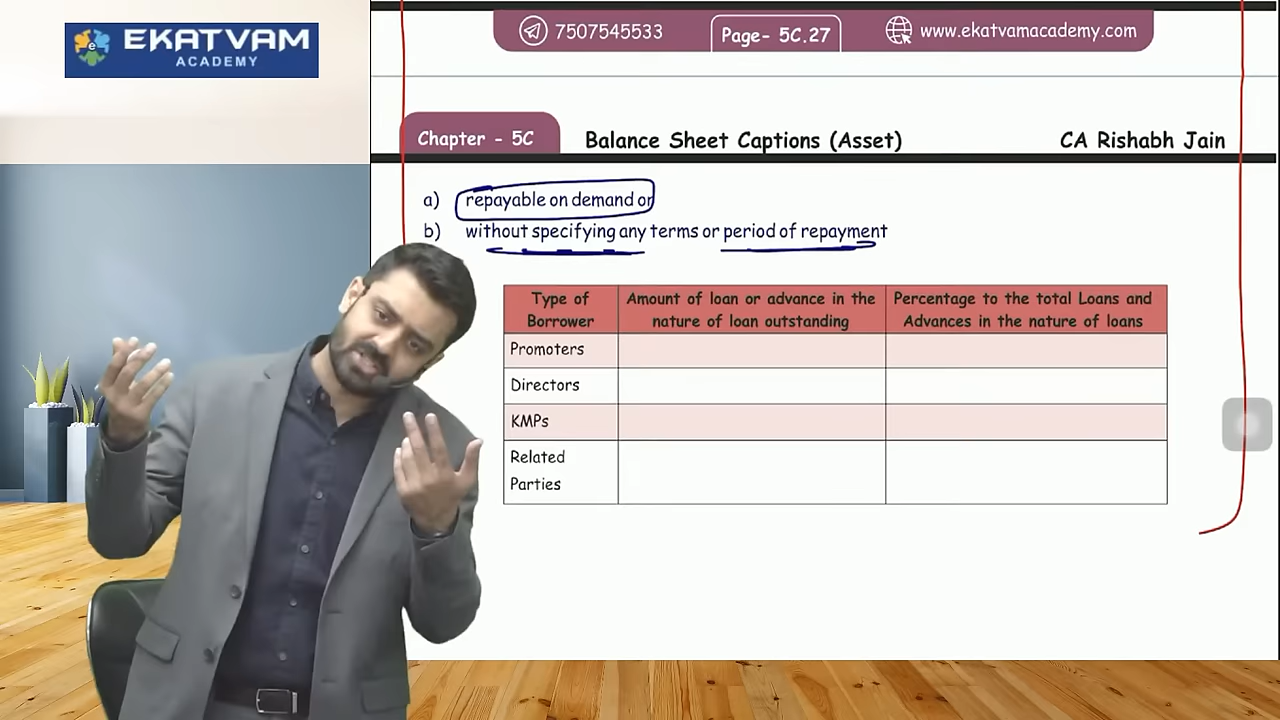 EKATVAM
ACADEMY
7507545533
Page- 5C.27
www.ekatvamacademy.com
Chapter - 5C
Balance Sheet Captions (Asset)
CA Rishabh Jain
a) repayable on demand or
b) without specifying any terms or period of repayment
Type of Borrower
Amount of loan or advance in the nature of loan outstanding
Percentage to the total Loans and Advances in the nature of loans
Promoters
Directors
KMPs
Related
Parties